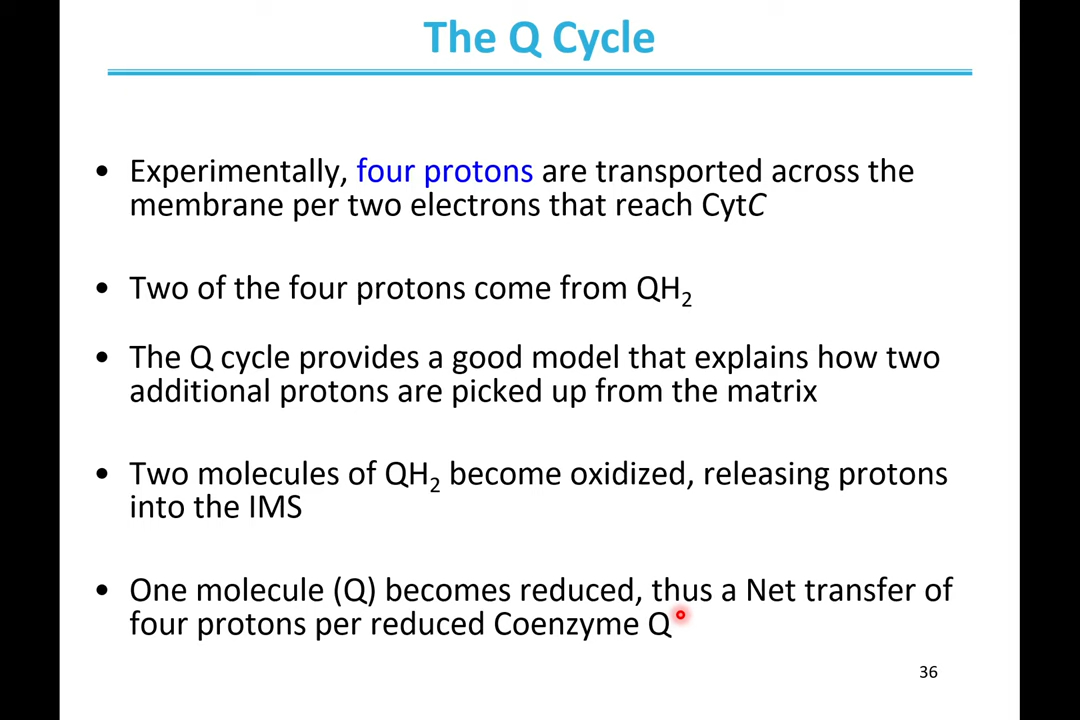 The Q Cycle
• Experimentally, four protons are transported across the
membrane per two electrons that reach CytC
• Two of the four protons come from QH₂
• The Q cycle provides a good model that explains how two
additional protons are picked up from the matrix
• Two molecules of QH₂ become oxidized, releasing protons
into the IMS
• One molecule (Q) becomes reduced, thus a Net transfer of
four protons per reduced Coenzyme Q
36